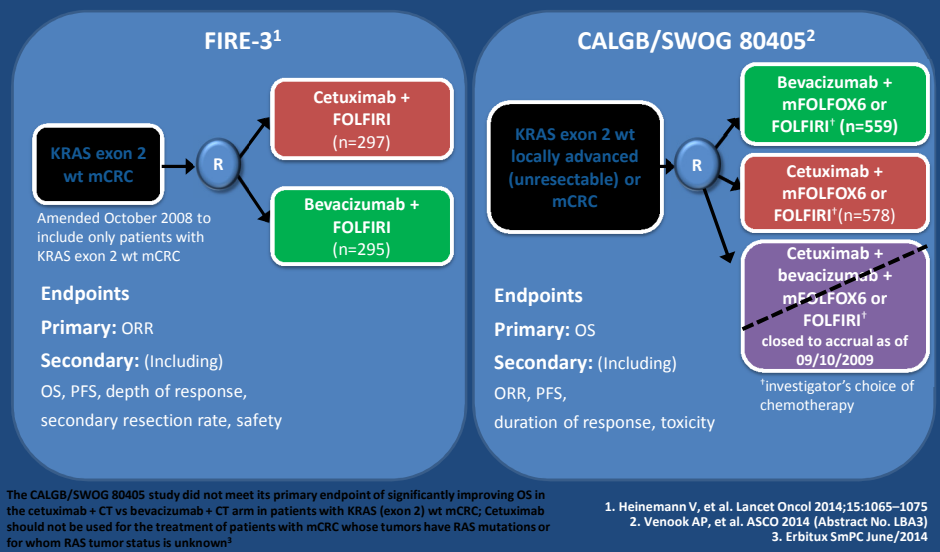 FIRE-3¹
KRAS exon 2
wt mCRC
R
Cetuximab +
FOLFIRI
(n=297)
Bevacizumab +
FOLFIRI
(n=295)
Amended October 2008 to
include only patients with
KRAS exon 2 wt mCRC
Endpoints
Primary: ORR
Secondary: (Including)
OS, PFS, depth of response,
secondary resection rate, safety
CALGB/SWOG 80405²
KRAS exon 2 wt
locally advanced
(unresectable) or
mCRC
R
Bevacizumab +
mFOLFOX6 or
FOLFIRI† (n=559)
Cetuximab +
mFOLFOX6 or
FOLFIRI†(n=578)
Cetuximab +
bevacizumab +
mFOLFOX6 or
FOLFIRI†
closed to accrual as of
09/10/2009
†investigator's choice of
chemotherapy
Endpoints
Primary: OS
Secondary: (Including)
ORR, PFS,
duration of response, toxicity
The CALGB/SWOG 80405 study did not meet its primary endpoint of significantly improving OS in
the cetuximab + CT vs bevacizumab + CT arm in patients with KRAS (exon 2) wt mCRC; Cetuximab
should not be used for the treatment of patients with mCRC whose tumors have RAS mutations or
for whom RAS tumor status is unknown³
1. Heinemann V, et al. Lancet Oncol 2014;15:1065–1075
2. Venook AP, et al. ASCO 2014 (Abstract No. LBA3)
3. Erbitux SmPC June/2014